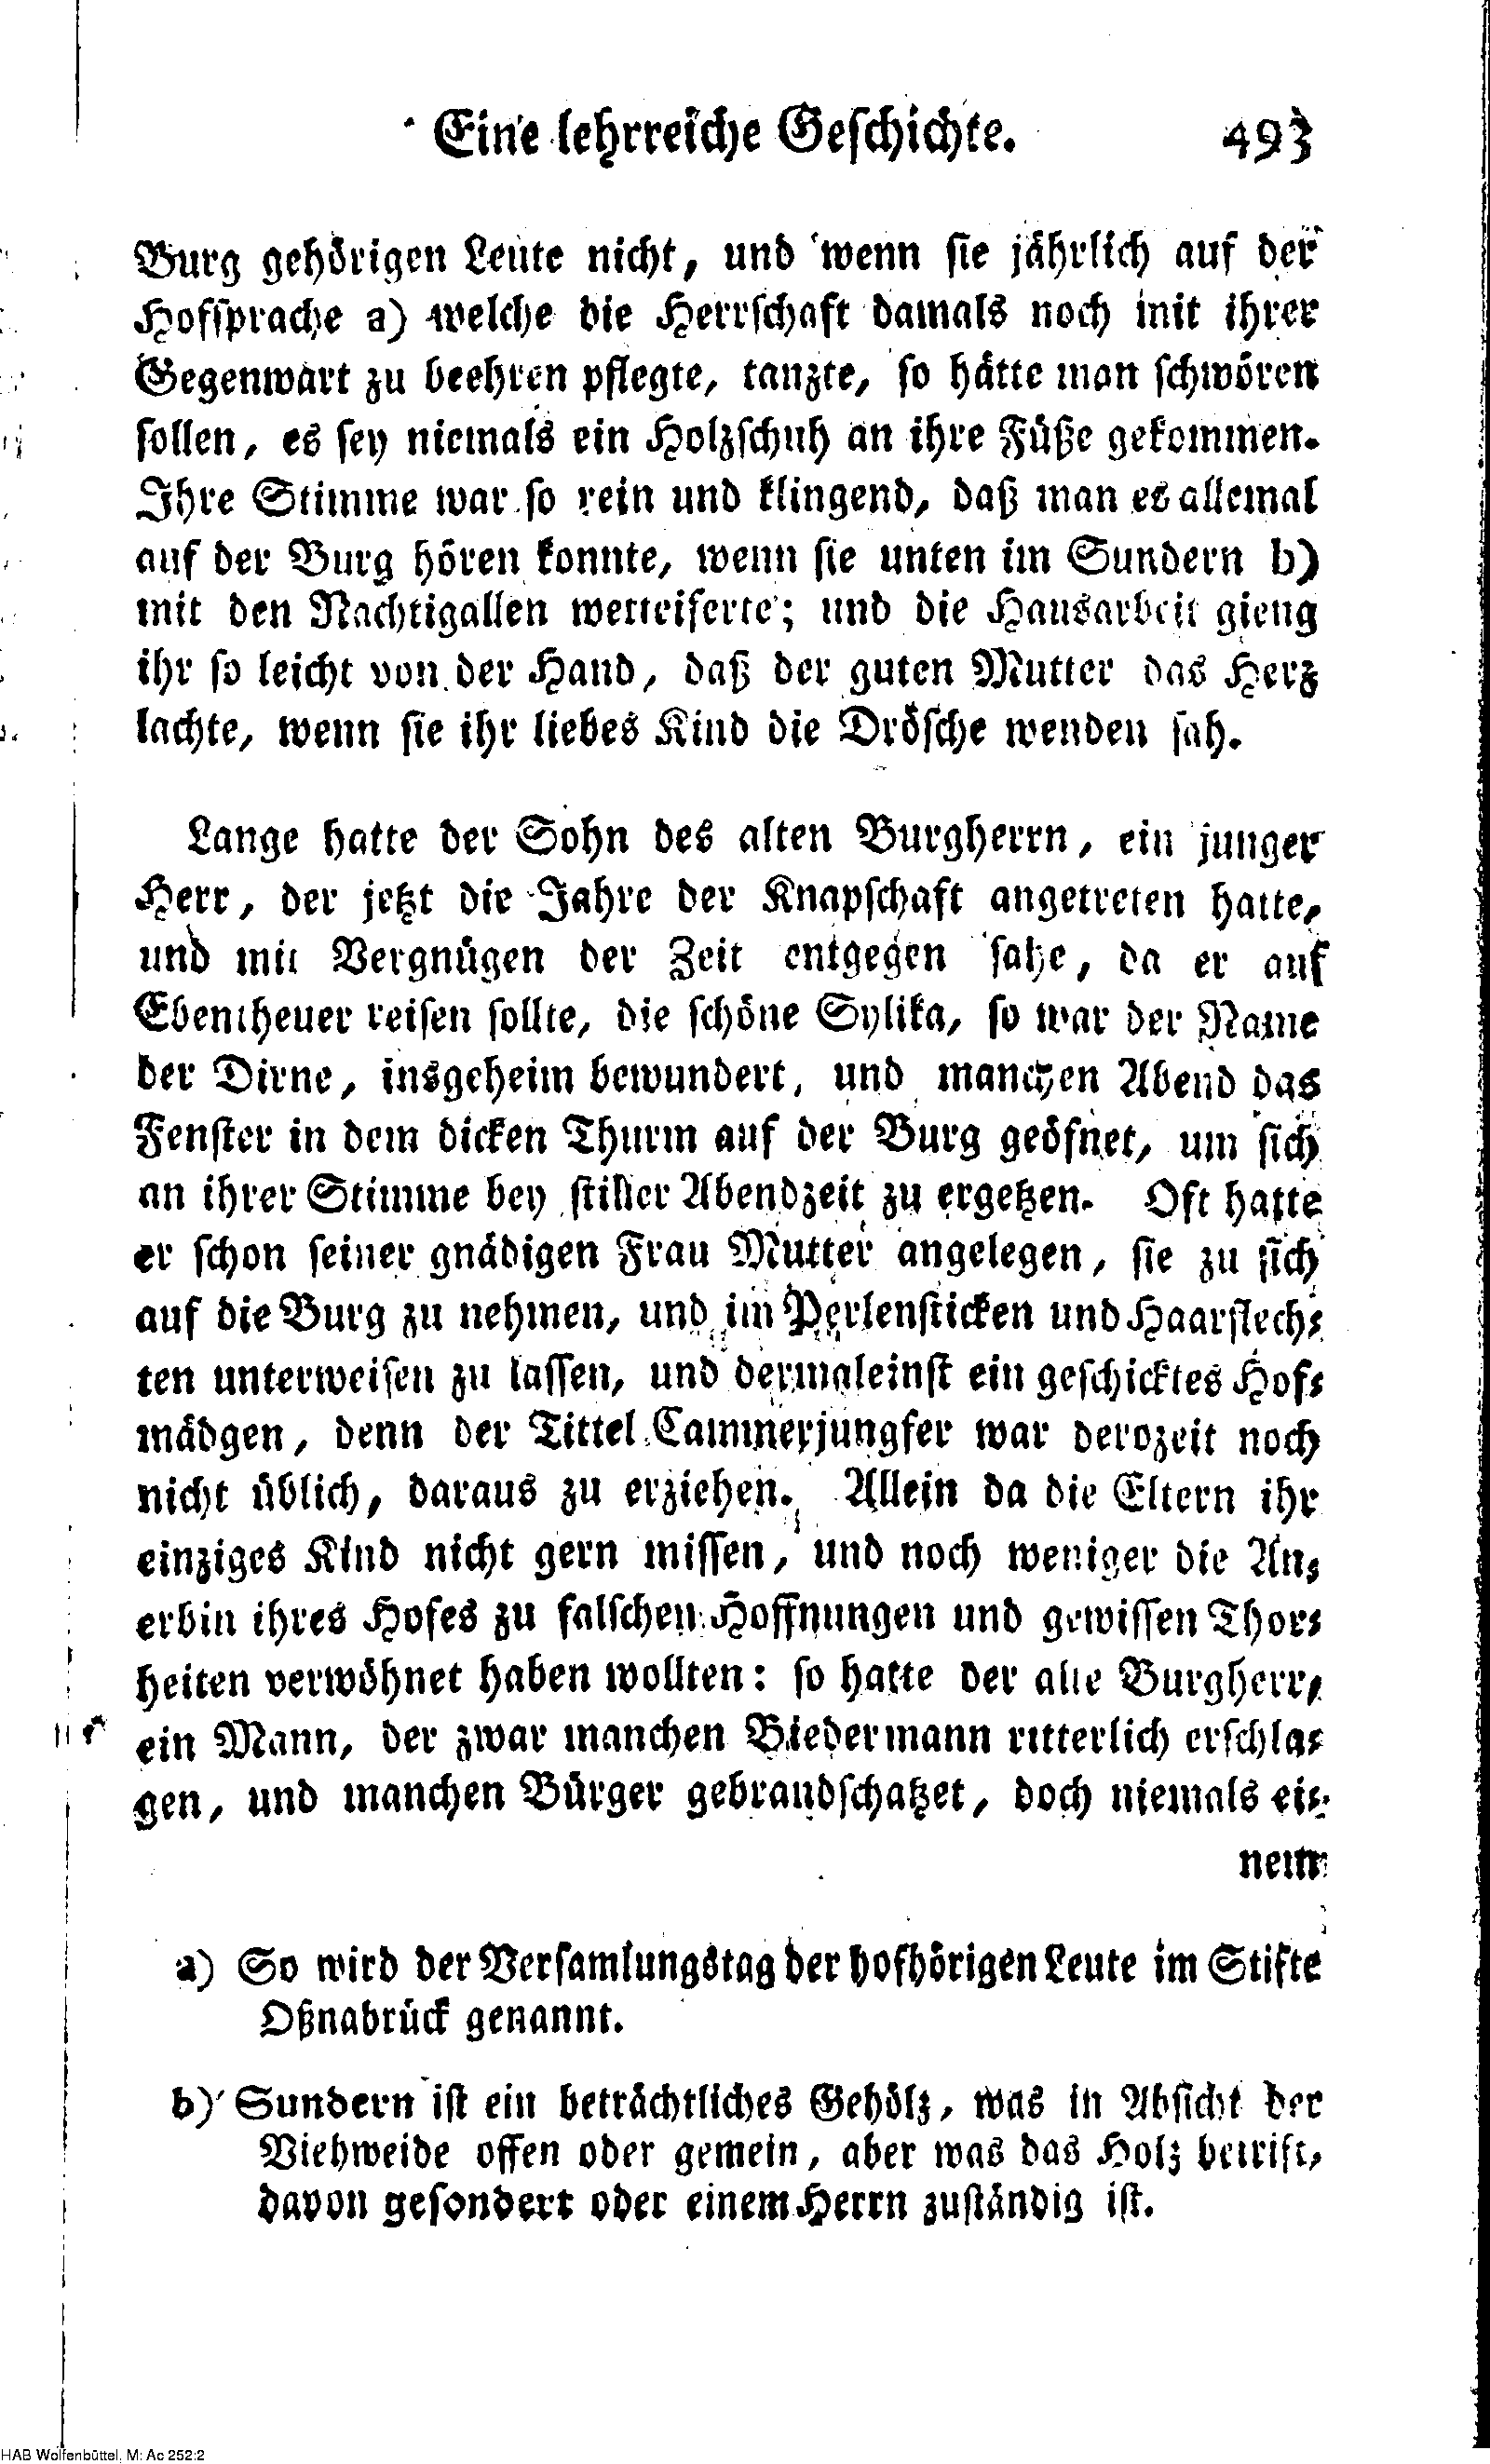 Eine lehrreiche Geschichte. 493
Burg gehörigen Leute nicht, und wenn sie jährlich auf der
Hofsprache a) welche die Herrschaft damals noch mit ihrer
Gegenwart zu beehren pflegte, tanzte, so hätte man schwören
sollen, es sey niemals ein Holzschuh an ihre Füße gekommen.
Ihre Stimme war so rein und klingend, daß man es allemal
auf der Burg hören konnte, wenn sie unten im Sundern b)
mit den Nachtigallen wetteiferte; und die Hausarbeit gieng
ihr so leicht von der Hand, daß der guten Mutter das Herz
lachte, wenn sie ihr liebes Kind die Drösche wenden sah.
Lange hatte der Sohn des alten Burgherrn, ein junger
Herr, der jetzt die Jahre der Knapschaft angetreten hatte,
und mit Vergnügen der Zeit entgegen sahe, da er auf
Ebentheuer reisen sollte, die schöne Sylika, so war der Name
der Dirne, insgeheim bewundert, und manchen Abend das
Fenster in dem dicken Thurm auf der Burg geöfnet, um sich
an ihrer Stimme bey stiller Abendzeit zu ergetzen. Oft hatte
er schon seiner gnädigen Frau Mutter angelegen, sie zu sich
auf die Burg zu nehmen, und im Perlensticken und Haarflech-
ten unterweisen zu lassen, und dermaleinst ein geschicktes Hof-
mädgen, denn der Tittel Cammerjungfer war derozeit noch
nicht üblich, daraus zu erziehen. Allein da die Eltern ihr
einziges Kind nicht gern missen, und noch weniger die An-
erbin ihres Hofes zu falschen Hoffnungen und gewissen Thor-
heiten verwöhnet haben wollten: so hatte der alte Burgherr,
ein Mann, der zwar manchen Biedermann ritterlich erschla-
gen, und manchen Bürger gebrandschatzet, doch niemals ei-
nem
a) So wird der Versamlungstag der hofhörigen Leute im Stifte
Oßnabrück genannt.
b) Sundern ist ein beträchtliches Gehölz, was in Absicht der
Viehweide offen oder gemein, aber was das Holz betrift,
davon gesondert oder einem Herrn zuständig ist.
HAB Wolfenbüttel, M: Ac 252:2